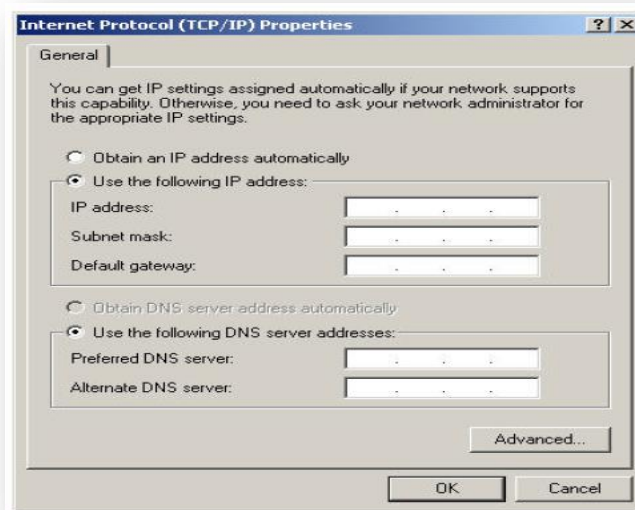 Internet Protocol (TCP/IP) Properties
General
You can get IP settings assigned automatically if your network supports
this capability. Otherwise, you need to ask your network administrator for
the appropriate IP settings.
Obtain an IP address automatically
Use the following IP address:
IP address:
Subnet mask:
Default gateway:
Obtain DNS server address automatically
Use the following DNS server addresses:
Preferred DNS server:
Alternate DNS server:
Advanced...
OK Cancel